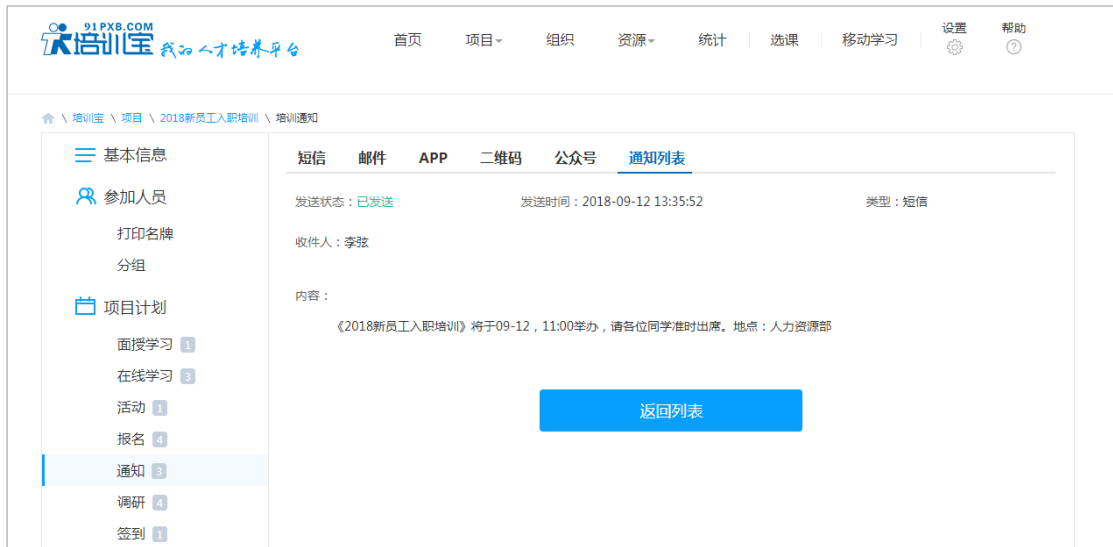 91PXB.COM
培训宝 我的人才培养平台
首页 项目 组织 资源 统计 选课 移动学习 设置 帮助
\ 培训宝 \ 项目 \ 2018新员工入职培训 \ 培训通知
基本信息
参加人员
打印名牌
分组
项目计划
面授学习 1
在线学习 3
活动 1
报名 4
通知 3
调研 4
签到 1
短信 邮件 APP 二维码 公众号 通知列表
发送状态：已发送 发送时间：2018-09-12 13:35:52 类型：短信
收件人：李弦
内容：
《2018新员工入职培训》将于09-12，11:00举办，请各位同学准时出席。地点：人力资源部
返回列表